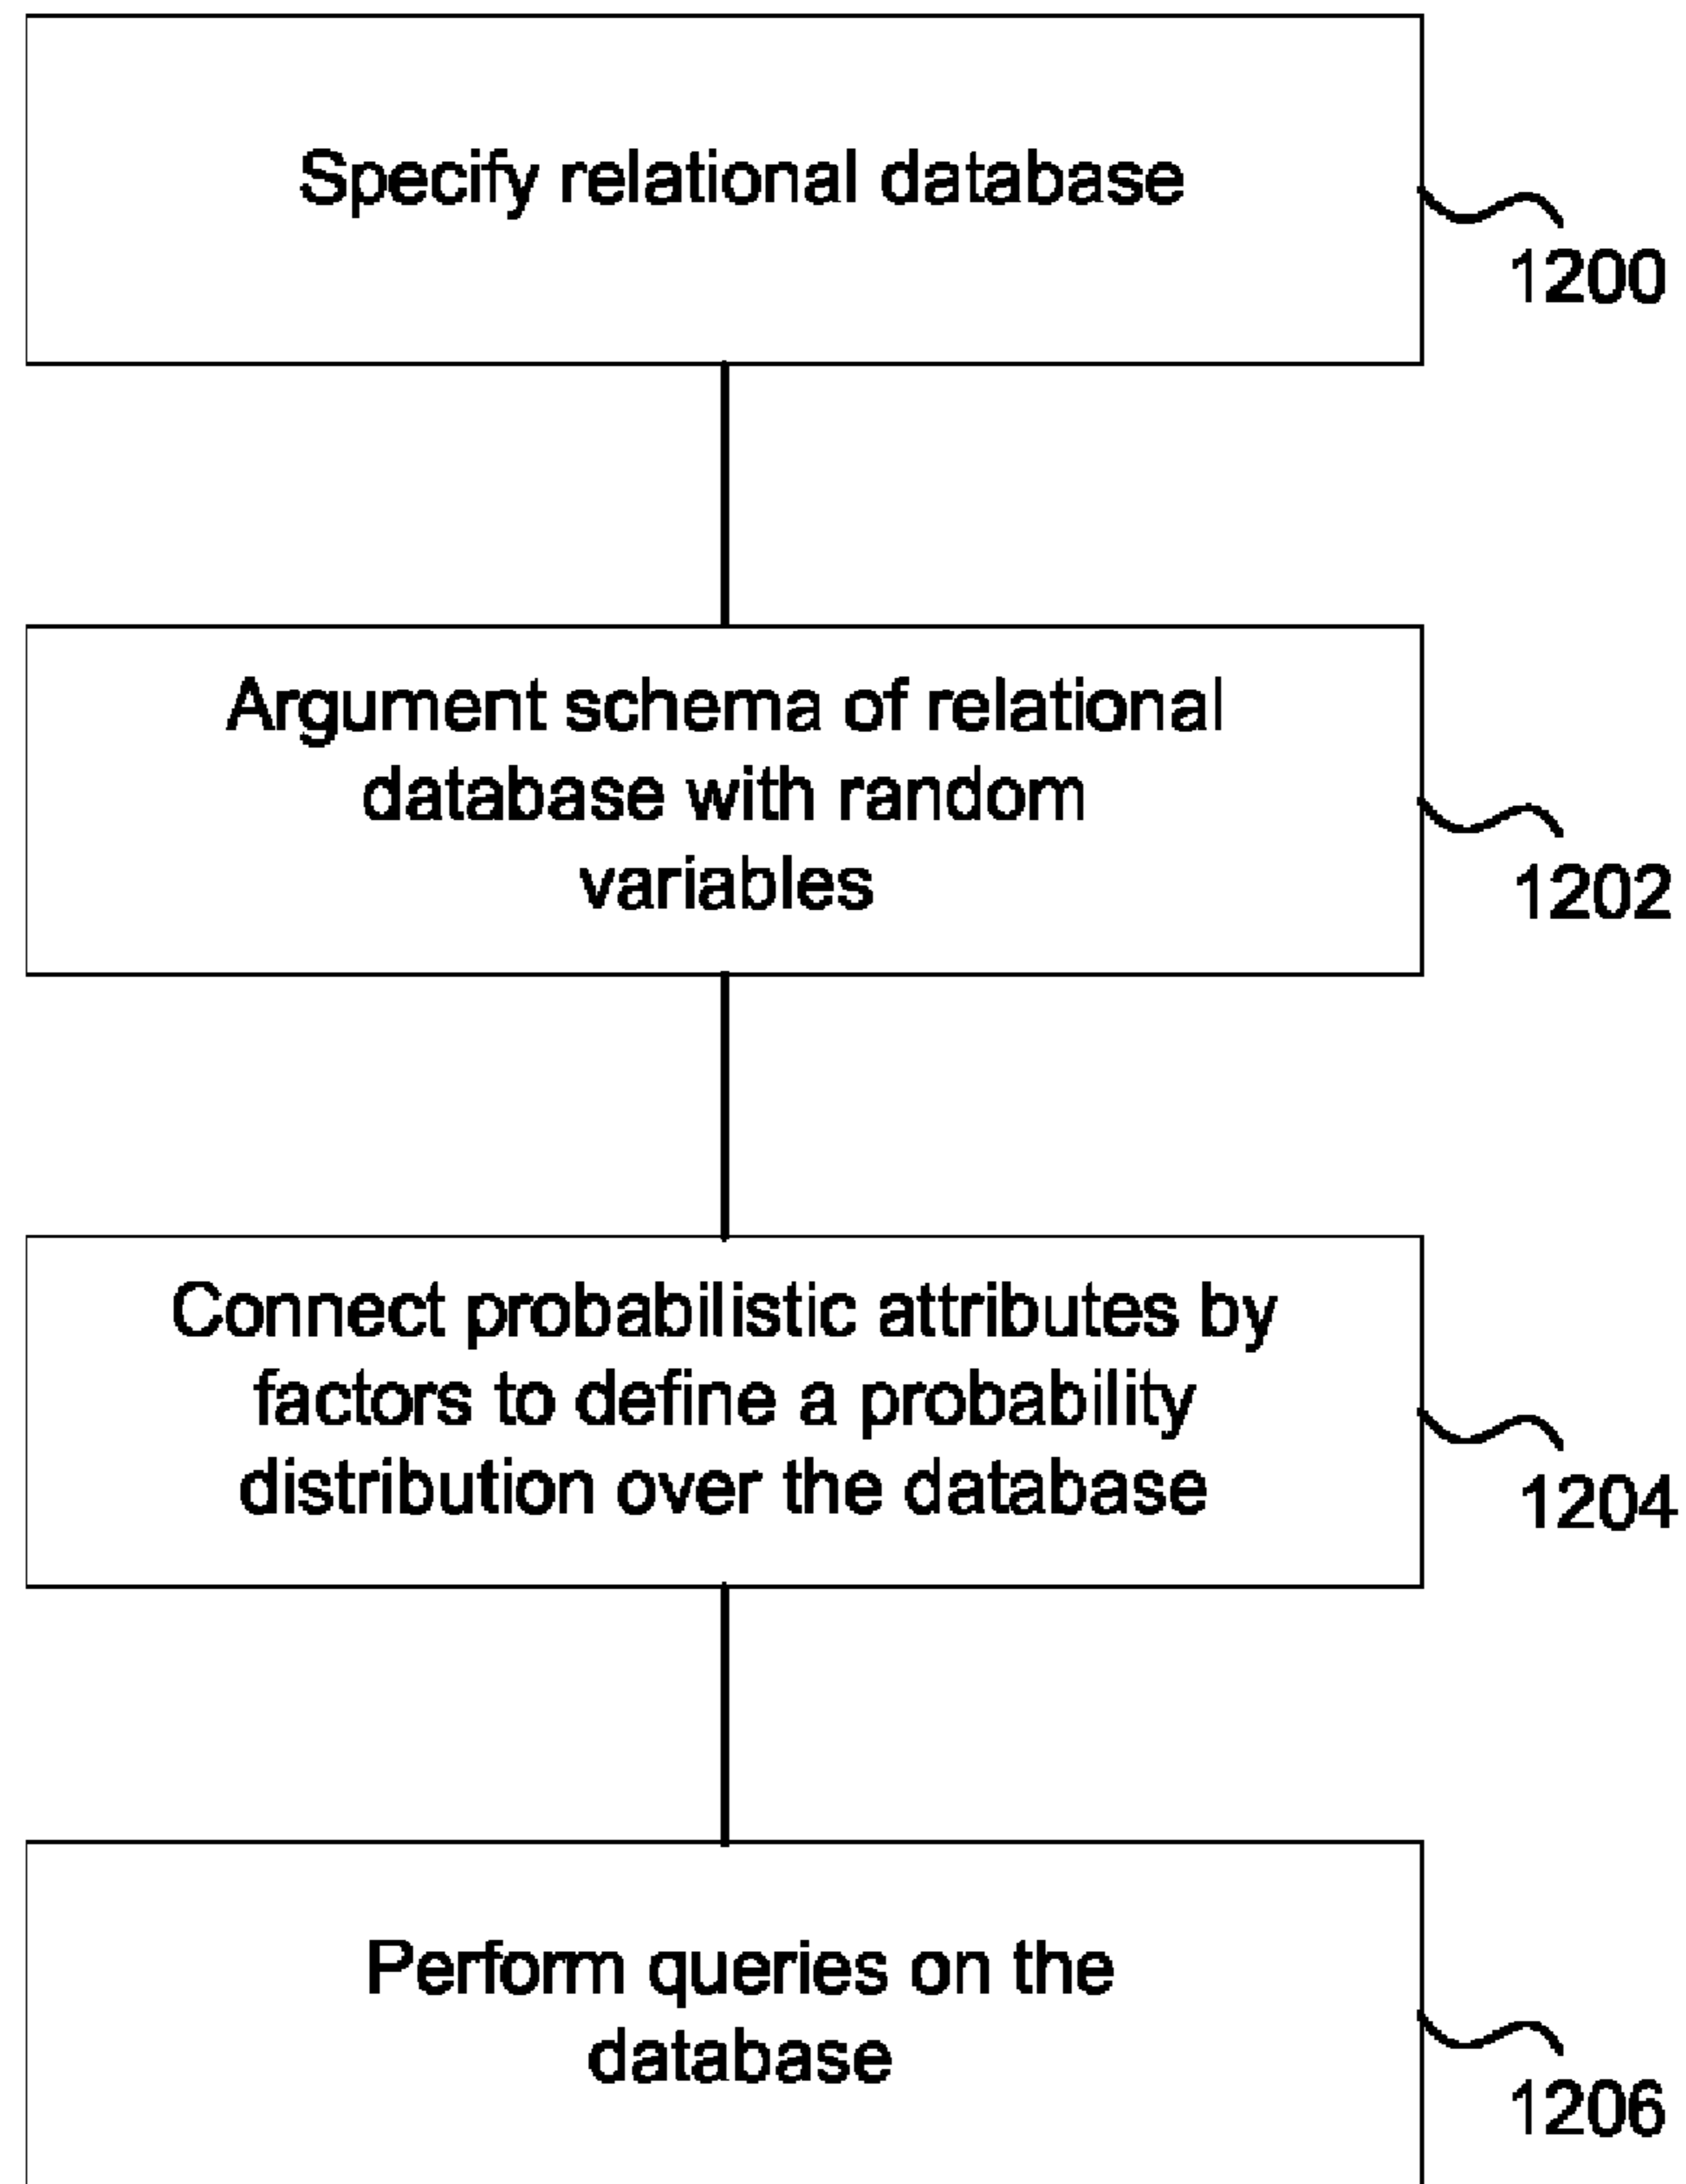 Specify relational database
1200
Argument schema of relational
database with random
variables
1202
Connect probabilistic attributes by
factors to define a probability
distribution over the database
1204
Perform queries on the
database
1206